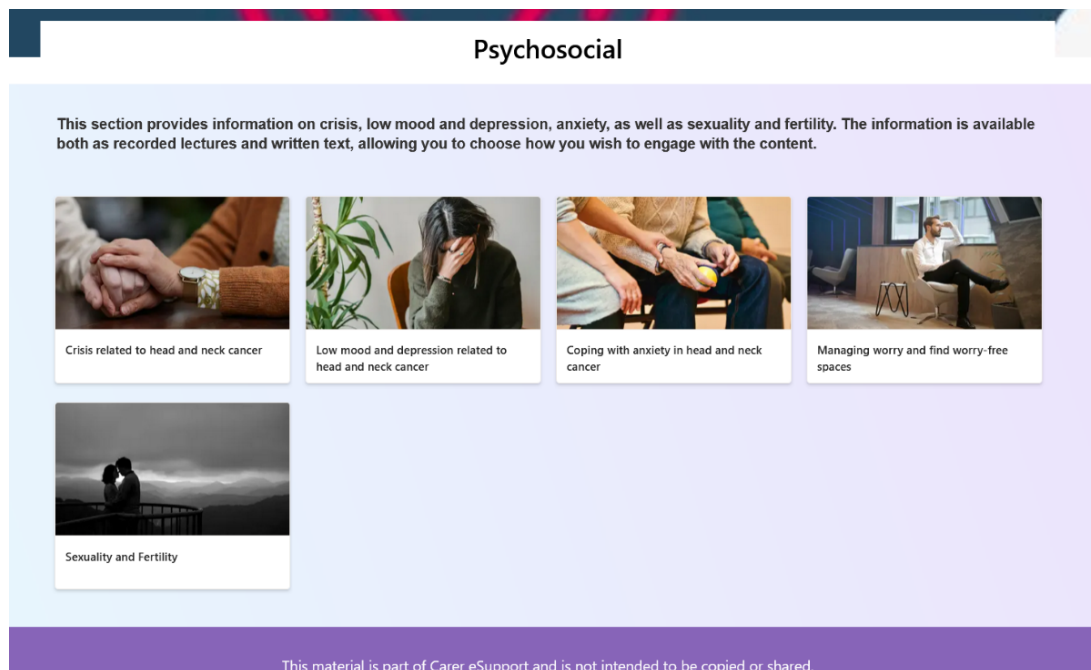 Psychosocial
This section provides information on crisis, low mood and depression, anxiety, as well as sexuality and fertility. The information is available
both as recorded lectures and written text, allowing you to choose how you wish to engage with the content.
Crisis related to head and neck cancer
Low mood and depression related to
head and neck cancer
Coping with anxiety in head and neck
cancer
Managing worry and find worry-free
spaces
Sexuality and Fertility
This material is part of Carer eSupport and is not intended to be copied or shared.